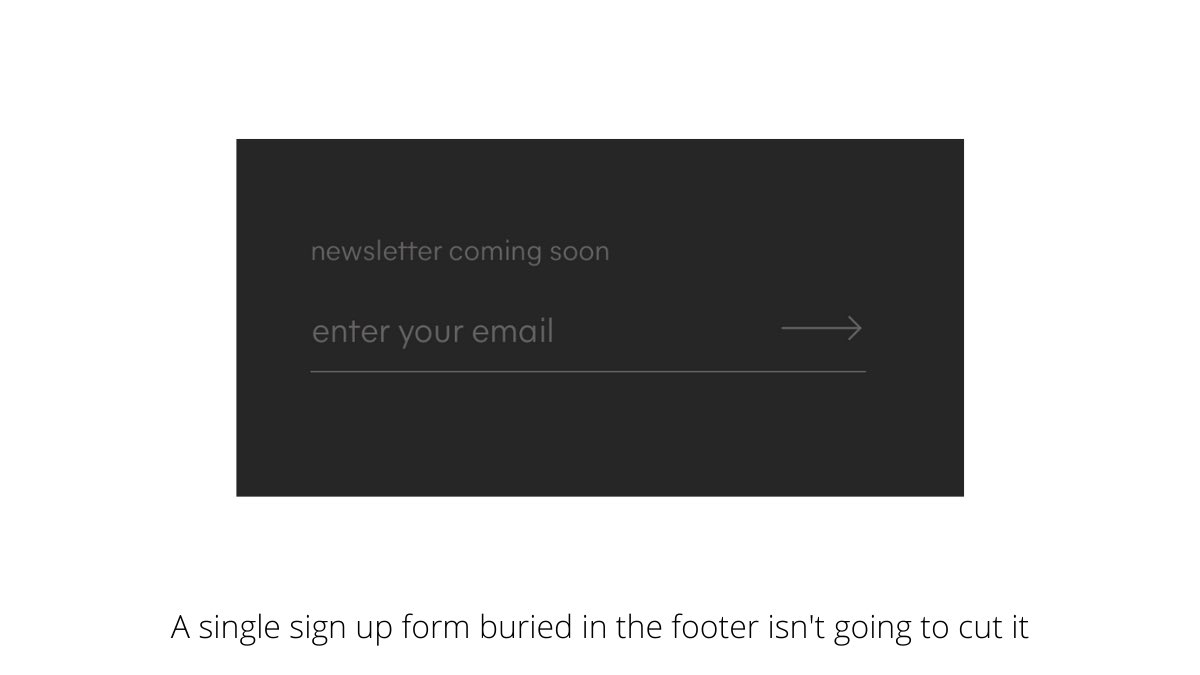 newsletter coming soon
enter your email
A single sign up form buried in the footer isn't going to cut it